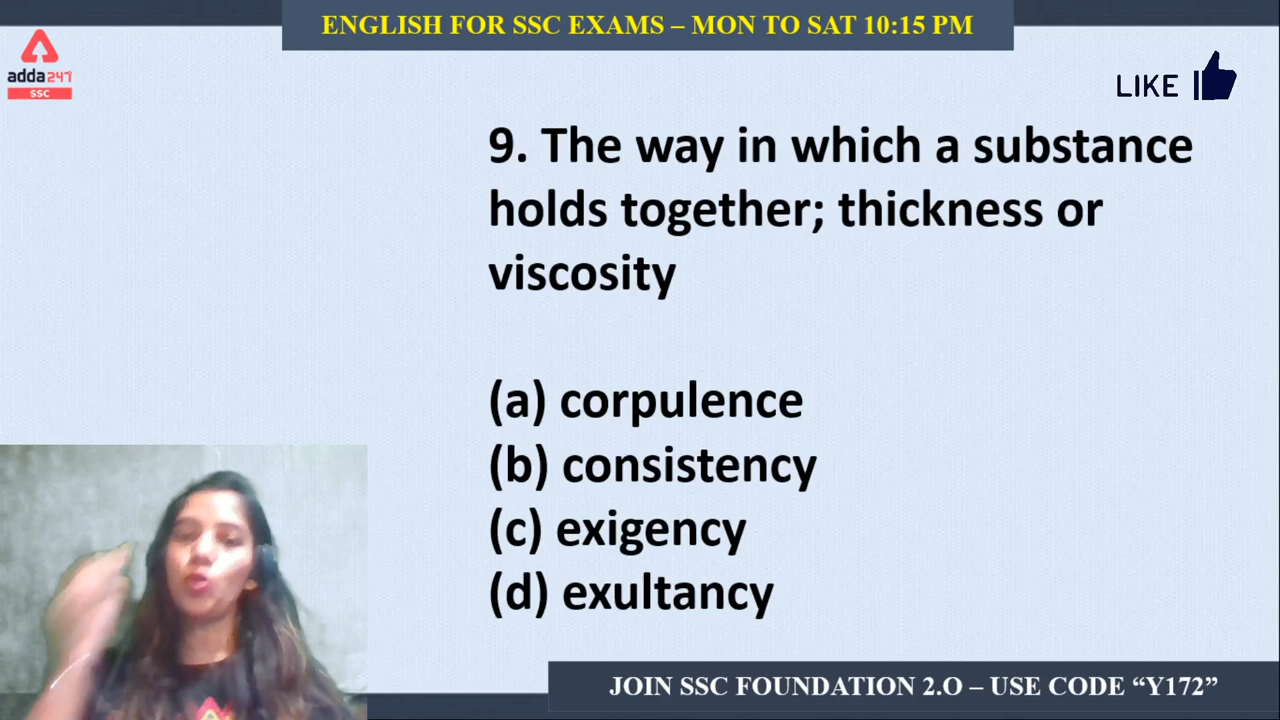 ENGLISH FOR SSC EXAMS – MON TO SAT 10:15 PM
adda247
SSC
LIKE
9. The way in which a substance
holds together; thickness or
viscosity
(a) corpulence
(b) consistency
(c) exigency
(d) exultancy
JOIN SSC FOUNDATION 2.O – USE CODE “Y172”